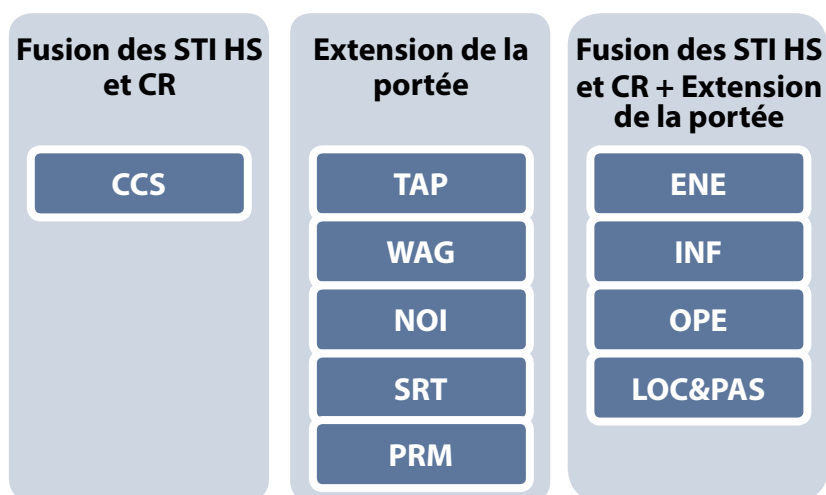 Fusion des STI HS
et CR
CCS
Extension de la
portée
TAP
WAG
NOI
SRT
PRM
Fusion des STI HS
et CR + Extension
de la portée
ENE
INF
OPE
LOC&PAS